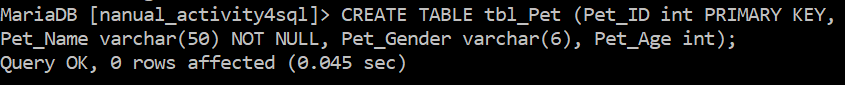 MariaDB [nanual_activity4sql]> CREATE TABLE tbl_Pet (Pet_ID int PRIMARY KEY,
Pet_Name varchar(50) NOT NULL, Pet_Gender varchar(6), Pet_Age int);
Query OK, 0 rows affected (0.045 sec)